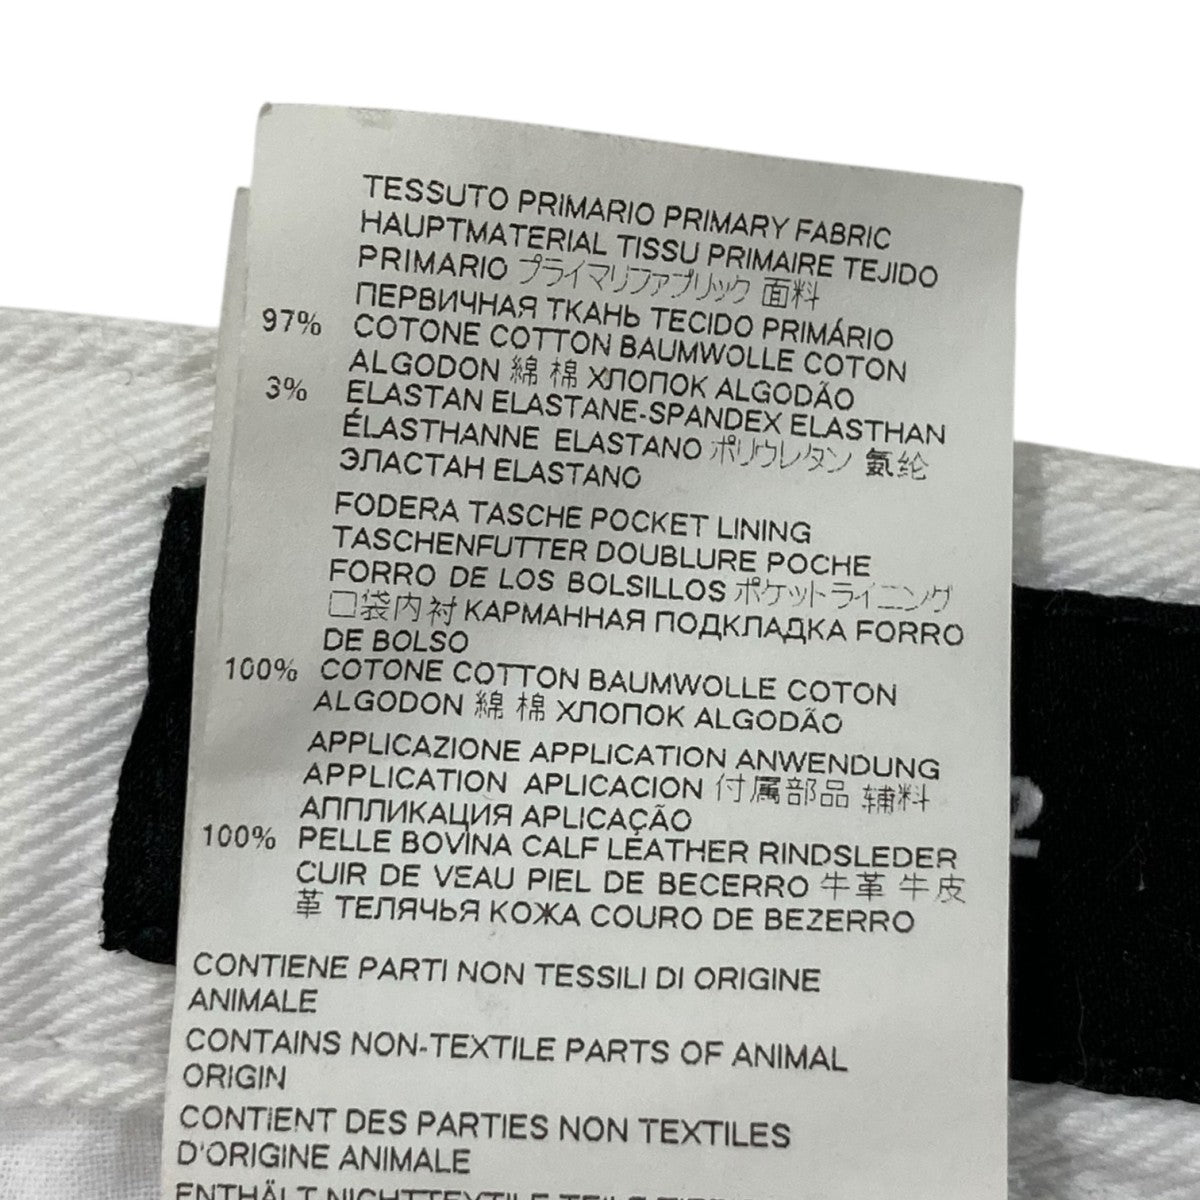 TESSUTO PRIMARIO PRIMARY FABRIC
HAUPTMATERIAL TISSU PRIMAIRE TEJIDO
PRIMARIO プライマリファブリック 面料
ПЕРВИЧНАЯ ТКАНЬ TECIDO PRIMÁRIO
97% COTONE COTTON BAUMWOLLE COTON
ALGODON 綿 棉 ХЛОПОК ALGODÃO
3% ELASTAN ELASTANE-SPANDEX ELASTHAN
ÉLASTHANNE ELASTANO ポリウレタン 氨纶
ЭЛАСТАН ELASTANO
FODERA TASCHE POCKET LINING
TASCHENFUTTER DOUBLURE POCHE
FORRO DE LOS BOLSILLOS ポケットライニング
口袋内衬 КАРМАННАЯ ПОДКЛАДКА FORRO
DE BOLSO
100% COTONE COTTON BAUMWOLLE COTON
ALGODON 綿 棉 ХЛОПОК ALGODÃO
APPLICAZIONE APPLICATION ANWENDUNG
APPLICATION APLICACION 付属部品 辅料
АППЛИКАЦИЯ APLICAÇÃO
100% PELLE BOVINA CALF LEATHER RINDSLEDER
CUIR DE VEAU PIEL DE BECERRO 牛革 牛皮
革 ТЕЛЯЧЬЯ КОЖА COURO DE BEZERRO
CONTIENE PARTI NON TESSILI DI ORIGINE
ANIMALE
CONTAINS NON-TEXTILE PARTS OF ANIMAL
ORIGIN
CONTIENT DES PARTIES NON TEXTILES
D'ORIGINE ANIMALE
ENTHÄLT NICHTTEXTILE TEILE